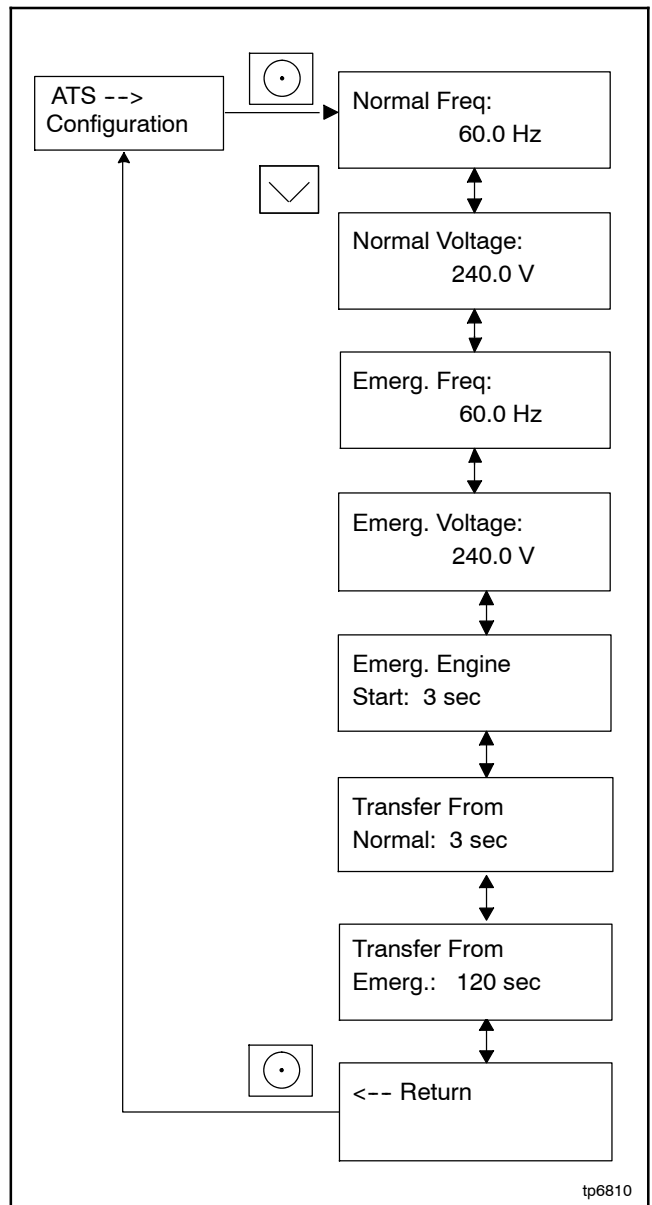 ATS -->
Configuration
Normal Freq:
60.0 Hz
Normal Voltage:
240.0 V
Emerg. Freq:
60.0 Hz
Emerg. Voltage:
240.0 V
Emerg. Engine
Start: 3 sec
Transfer From
Normal: 3 sec
Transfer From
Emerg.: 120 sec
<-- Return
tp6810